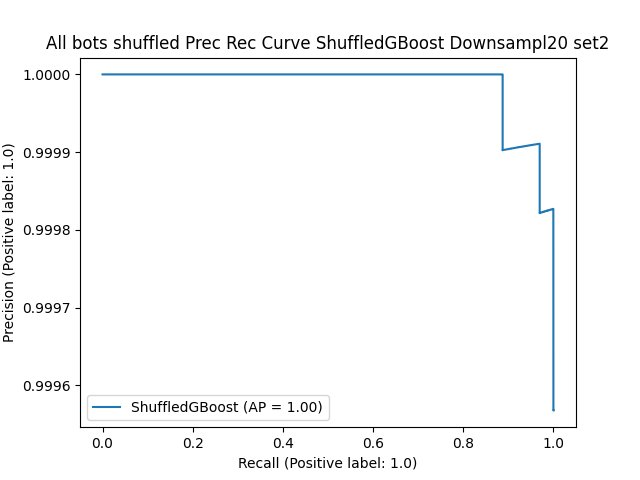 All bots shuffled Prec Rec Curve ShuffledGBoost Downsampl20 set2
1.0000
0.9999
0.9998
0.9997
0.9996
Precision (Positive label: 1.0)
ShuffledGBoost (AP = 1.00)
0.0 0.2 0.4 0.6 0.8 1.0
Recall (Positive label: 1.0)